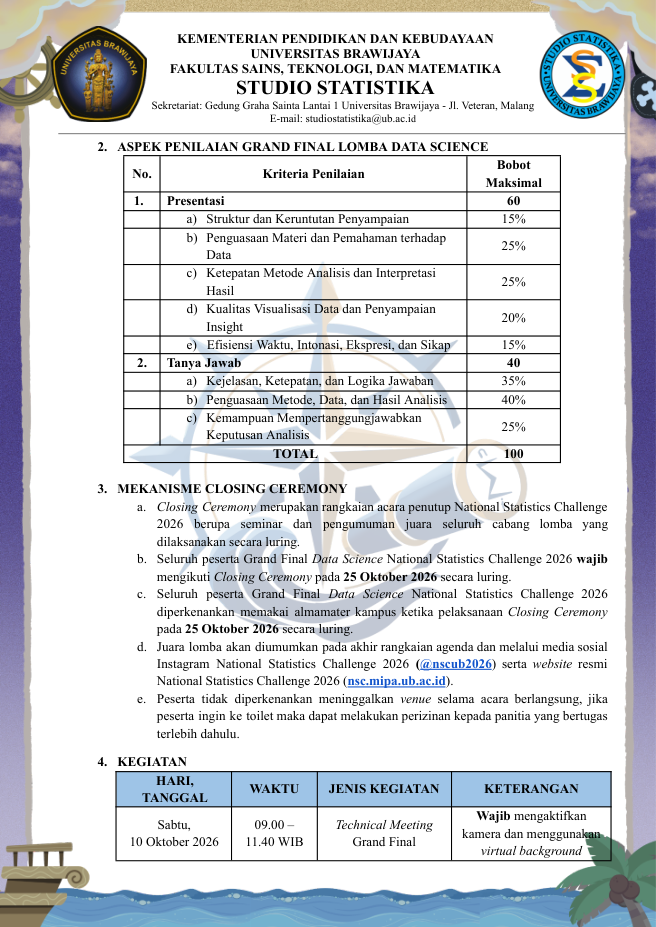 KEMENTERIAN PENDIDIKAN DAN KEBUDAYAAN
UNIVERSITAS BRAWIJAYA
FAKULTAS SAINS, TEKNOLOGI, DAN MATEMATIKA
STUDIO STATISTIKA
Sekretariat: Gedung Graha Sainta Lantai 1 Universitas Brawijaya - Jl. Veteran, Malang
E-mail: studiostatistika@ub.ac.id
UNIVERSITAS BRAWIJAYA
STUDIO STATISTIKA
UNIVERSITAS BRAWIJAYA
2. ASPEK PENILAIAN GRAND FINAL LOMBA DATA SCIENCE
No. Kriteria Penilaian Bobot Maksimal
1. Presentasi 60
a) Struktur dan Keruntutan Penyampaian 15%
b) Penguasaan Materi dan Pemahaman terhadap
Data 25%
c) Ketepatan Metode Analisis dan Interpretasi
Hasil 25%
d) Kualitas Visualisasi Data dan Penyampaian
Insight 20%
e) Efisiensi Waktu, Intonasi, Ekspresi, dan Sikap 15%
2. Tanya Jawab 40
a) Kejelasan, Ketepatan, dan Logika Jawaban 35%
b) Penguasaan Metode, Data, dan Hasil Analisis 40%
c) Kemampuan Mempertanggungjawabkan
Keputusan Analisis 25%
TOTAL 100
3. MEKANISME CLOSING CEREMONY
a. Closing Ceremony merupakan rangkaian acara penutup National Statistics Challenge
2026 berupa seminar dan pengumuman juara seluruh cabang lomba yang
dilaksanakan secara luring.
b. Seluruh peserta Grand Final Data Science National Statistics Challenge 2026 wajib
mengikuti Closing Ceremony pada 25 Oktober 2026 secara luring.
c. Seluruh peserta Grand Final Data Science National Statistics Challenge 2026
diperkenankan memakai almamater kampus ketika pelaksanaan Closing Ceremony
pada 25 Oktober 2026 secara luring.
d. Juara lomba akan diumumkan pada akhir rangkaian agenda dan melalui media sosial
Instagram National Statistics Challenge 2026 (@nscub2026) serta website resmi
National Statistics Challenge 2026 (nsc.mipa.ub.ac.id).
e. Peserta tidak diperkenankan meninggalkan venue selama acara berlangsung, jika
peserta ingin ke toilet maka dapat melakukan perizinan kepada panitia yang bertugas
terlebih dahulu.
4. KEGIATAN
HARI, TANGGAL WAKTU JENIS KEGIATAN KETERANGAN
Sabtu, 10 Oktober 2026 09.00 – 11.40 WIB Technical Meeting Grand Final Wajib mengaktifkan kamera dan menggunakan virtual background